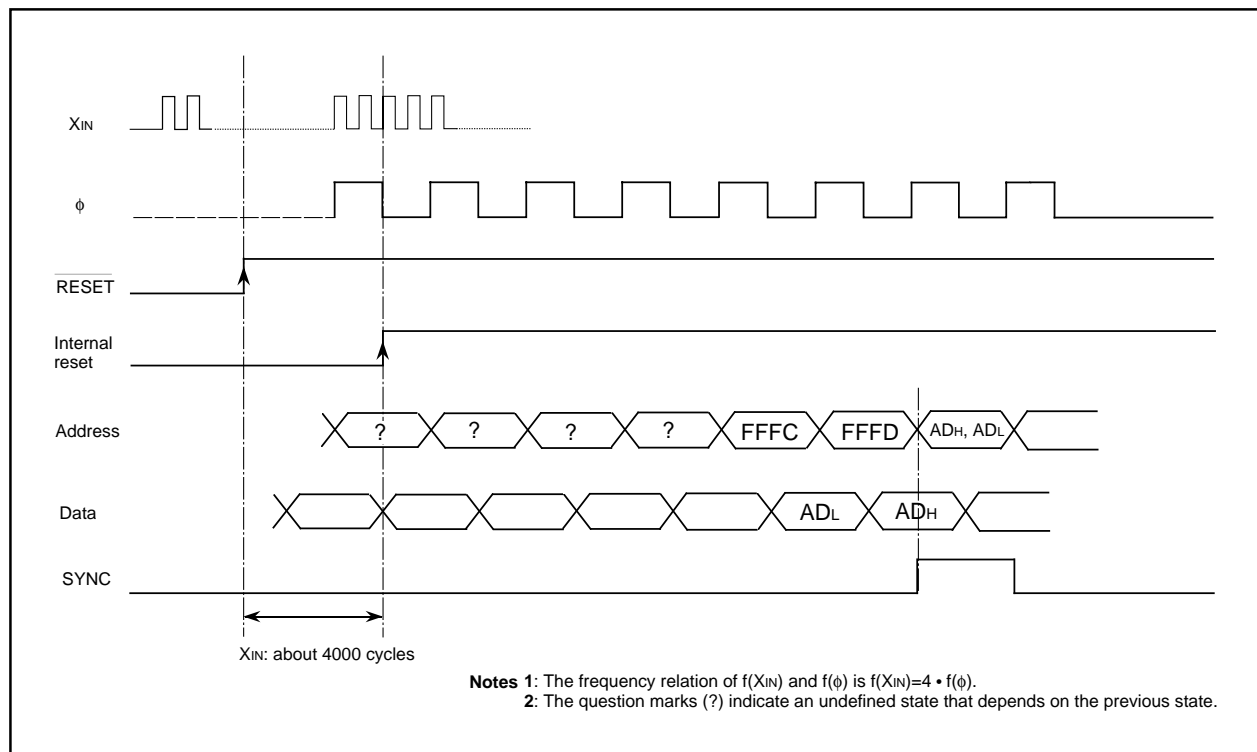 XIN
ϕ
RESET
Internal
reset
Address
? ? ? ? FFFC FFFD ADH, ADL
Data
ADL ADH
SYNC
XIN: about 4000 cycles
Notes 1: The frequency relation of f(XIN) and f(ϕ) is f(XIN)=4 • f(ϕ).
2: The question marks (?) indicate an undefined state that depends on the previous state.